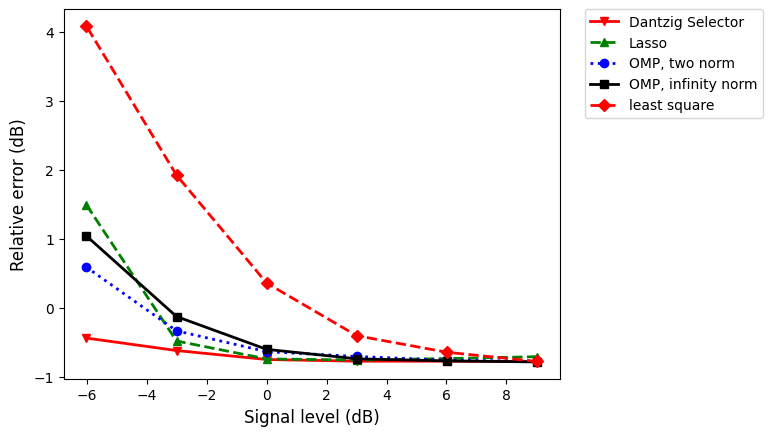 Dantzig Selector
Lasso
OMP, two norm
OMP, infinity norm
least square
Relative error (dB)
4
3
2
1
0
−1
−6
−4
−2
0
2
4
6
8
Signal level (dB)